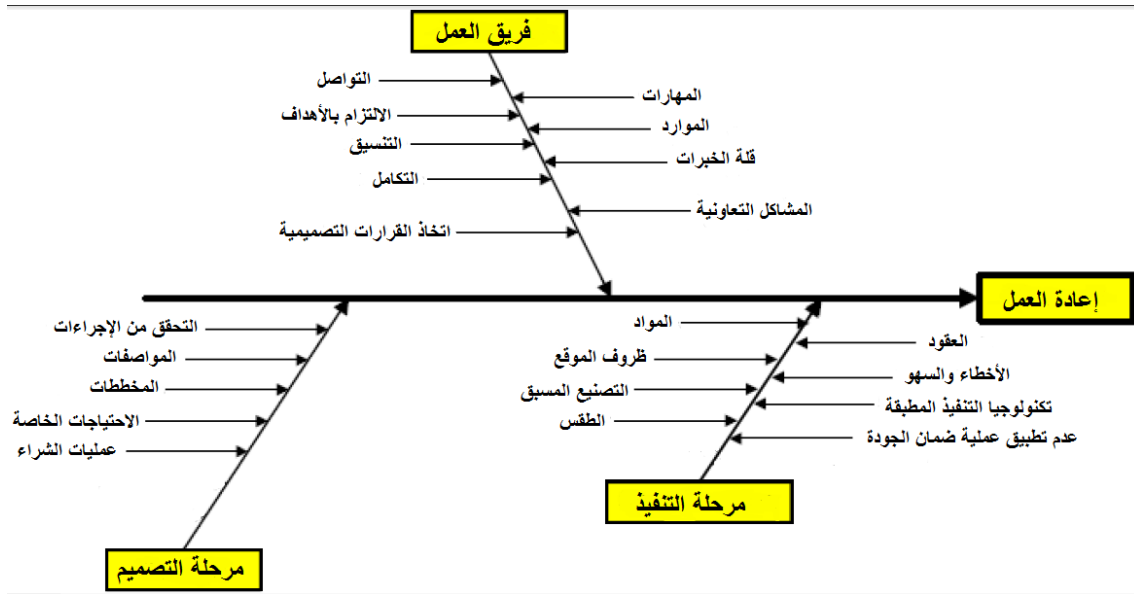 فريق العمل
التواصل
المهارات
الالتزام بالأهداف
الموارد
التنسيق
قلة الخبرات
التكامل
المشاكل التعاونية
اتخاذ القرارات التصميمية
إعادة العمل
المواد
العقود
ظروف الموقع
الأخطاء والسهو
التصنيع المسبق
تكنولوجيا التنفيذ المطبقة
الطقس
عدم تطبيق عملية ضمان الجودة
مرحلة التنفيذ
التحقق من الإجراءات
المواصفات
المخططات
الاحتياجات الخاصة
عمليات الشراء
مرحلة التصميم